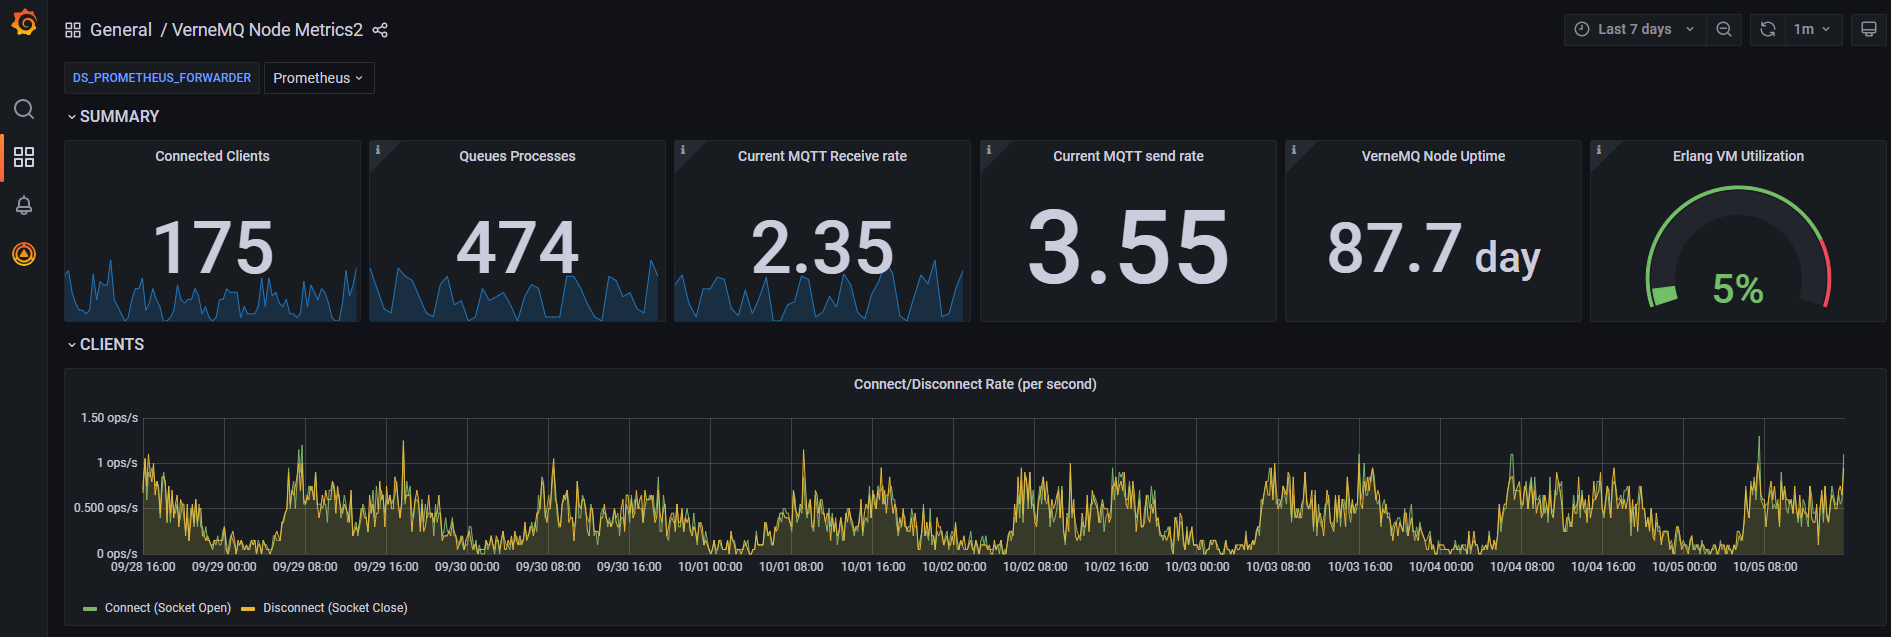 General / VerneMQ Node Metrics2
Last 7 days
1m
DS_PROMETHEUS_FORWARDER
Prometheus
SUMMARY
Connected Clients
175
Queues Processes
474
Current MQTT Receive rate
2.35
Current MQTT send rate
3.55
VerneMQ Node Uptime
87.7 day
Erlang VM Utilization
5%
CLIENTS
Connect/Disconnect Rate (per second)
1.50 ops/s
1 ops/s
0.500 ops/s
0 ops/s
09/28 16:00 09/29 00:00 09/29 08:00 09/29 16:00 09/30 00:00 09/30 08:00 09/30 16:00 10/01 00:00 10/01 08:00 10/01 16:00 10/02 00:00 10/02 08:00 10/02 16:00 10/03 00:00 10/03 08:00 10/03 16:00 10/04 00:00 10/04 08:00 10/04 16:00 10/05 00:00 10/05 08:00
Connect (Socket Open) Disconnect (Socket Close)